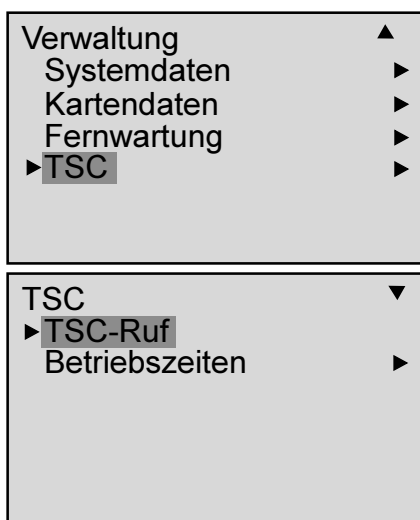 Verwaltung
Systemdaten
Kartendaten
Fernwartung
TSC
TSC
TSC-Ruf
Betriebszeiten